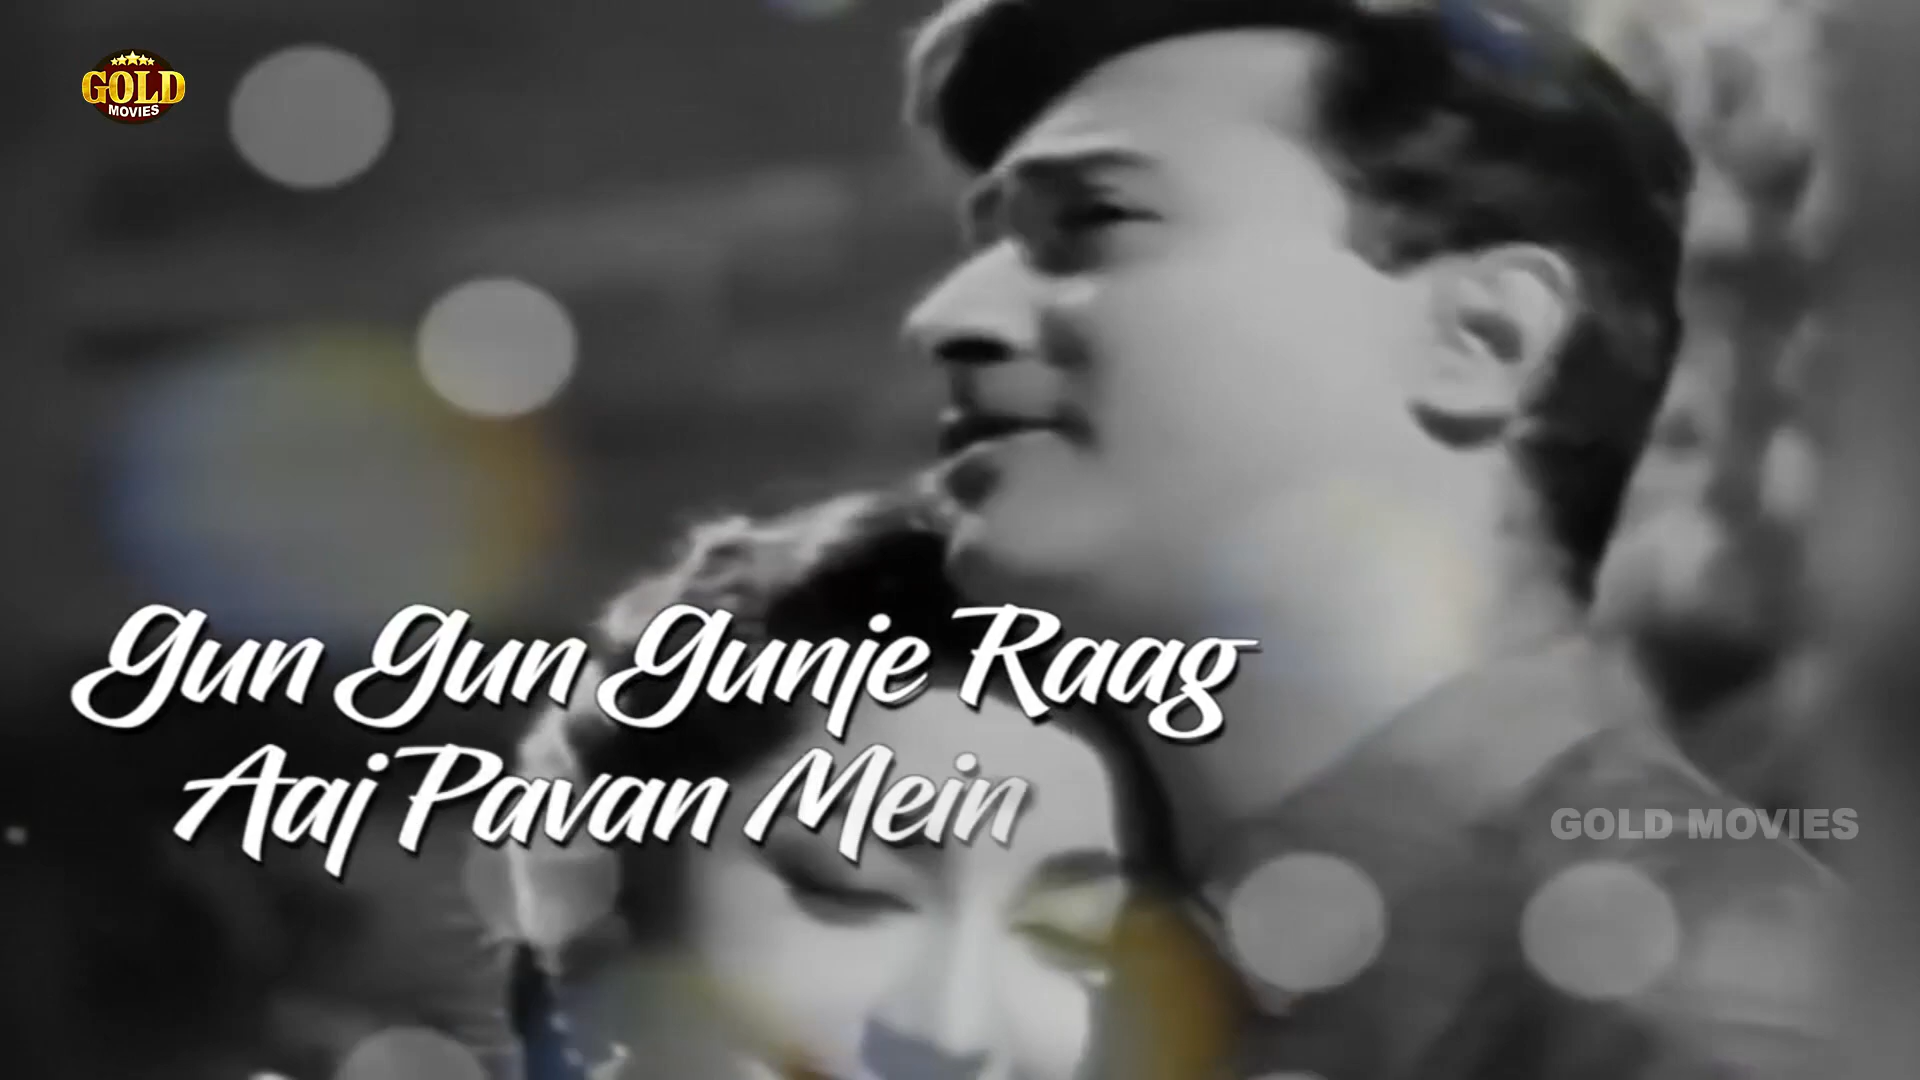 GOLD
MOVIES
Gun Gun Gunje Raag
Aaj Pavan Mein
GOLD MOVIES